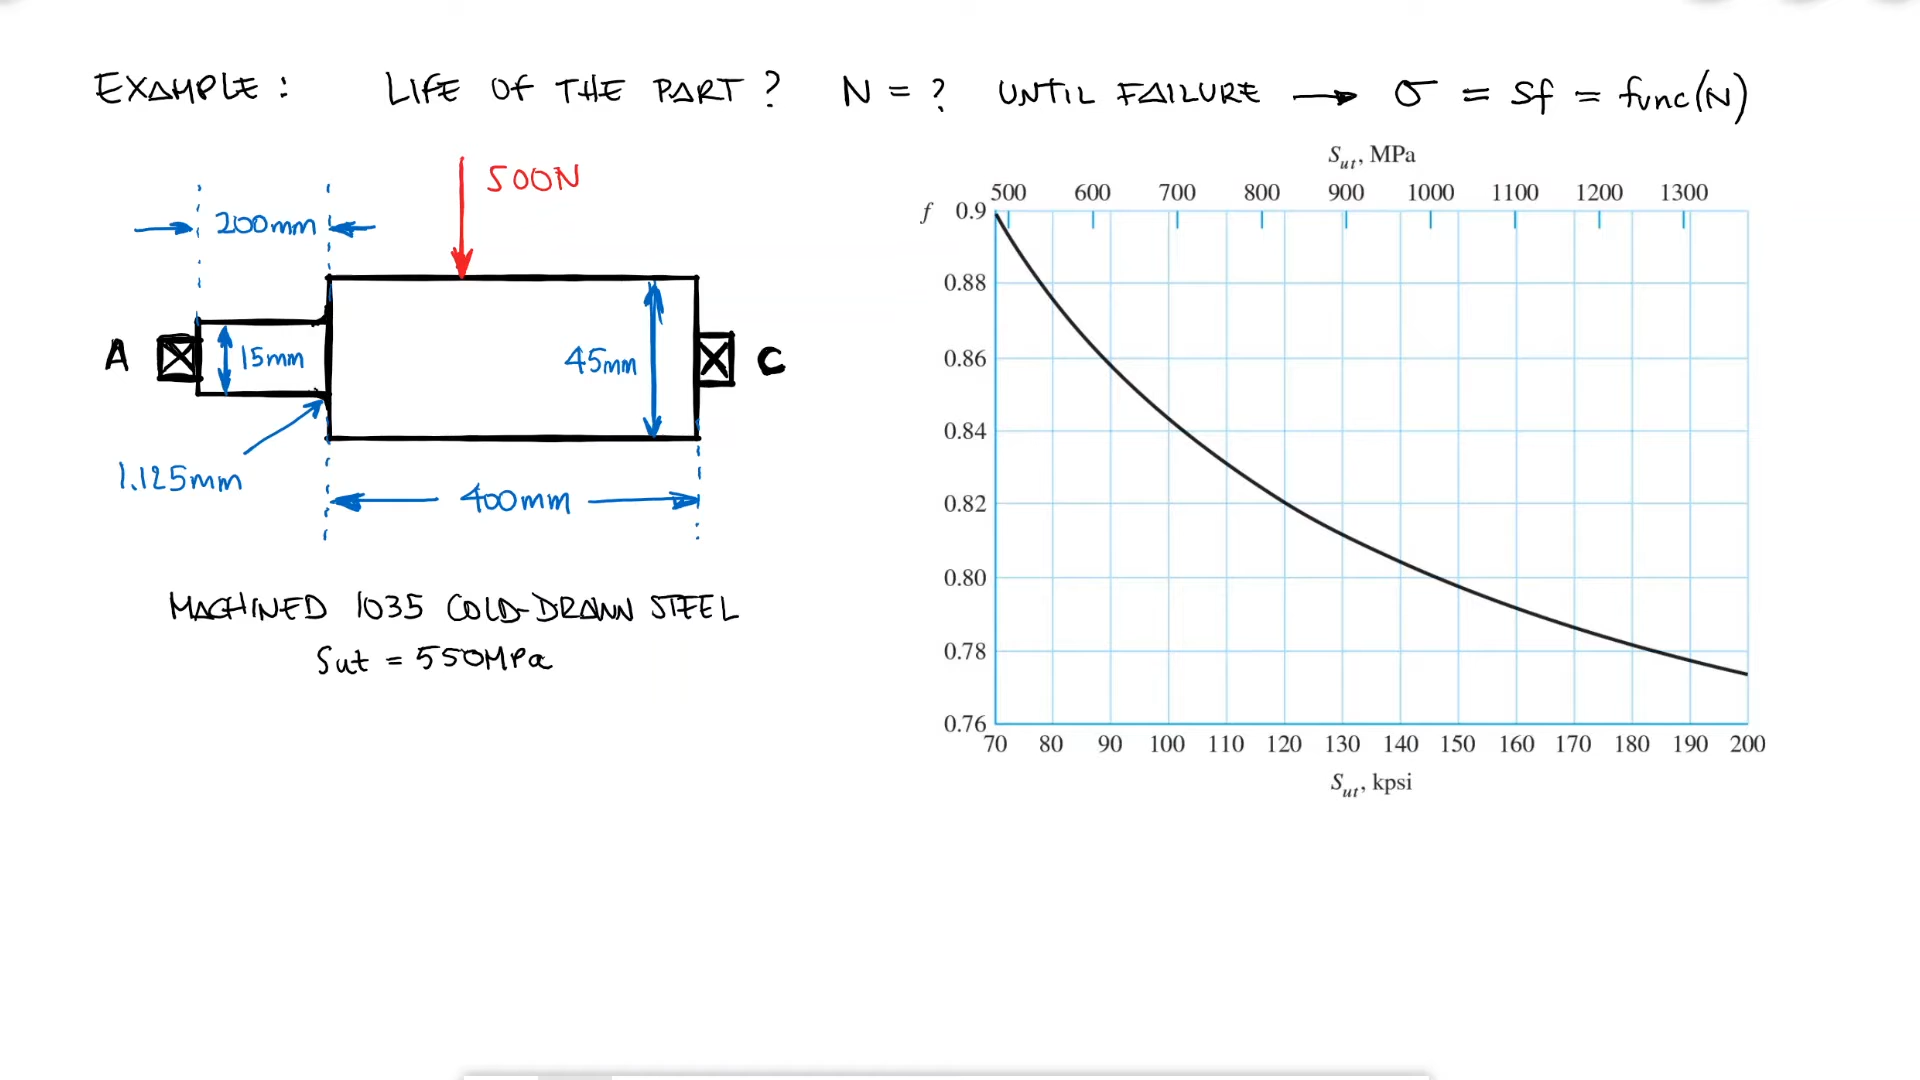 EXAMPLE: LIFE OF THE PART? N = ? UNTIL FAILURE → σ = Sf = func(N)
500N
200mm
A
15mm
45mm
C
1.125mm
400mm
MACHINED 1035 COLD-DRAWN STEEL
Sut = 550MPa
Sut, MPa
500 600 700 800 900 1000 1100 1200 1300
f 0.9
0.88
0.86
0.84
0.82
0.80
0.78
0.76
70 80 90 100 110 120 130 140 150 160 170 180 190 200
Sut, kpsi